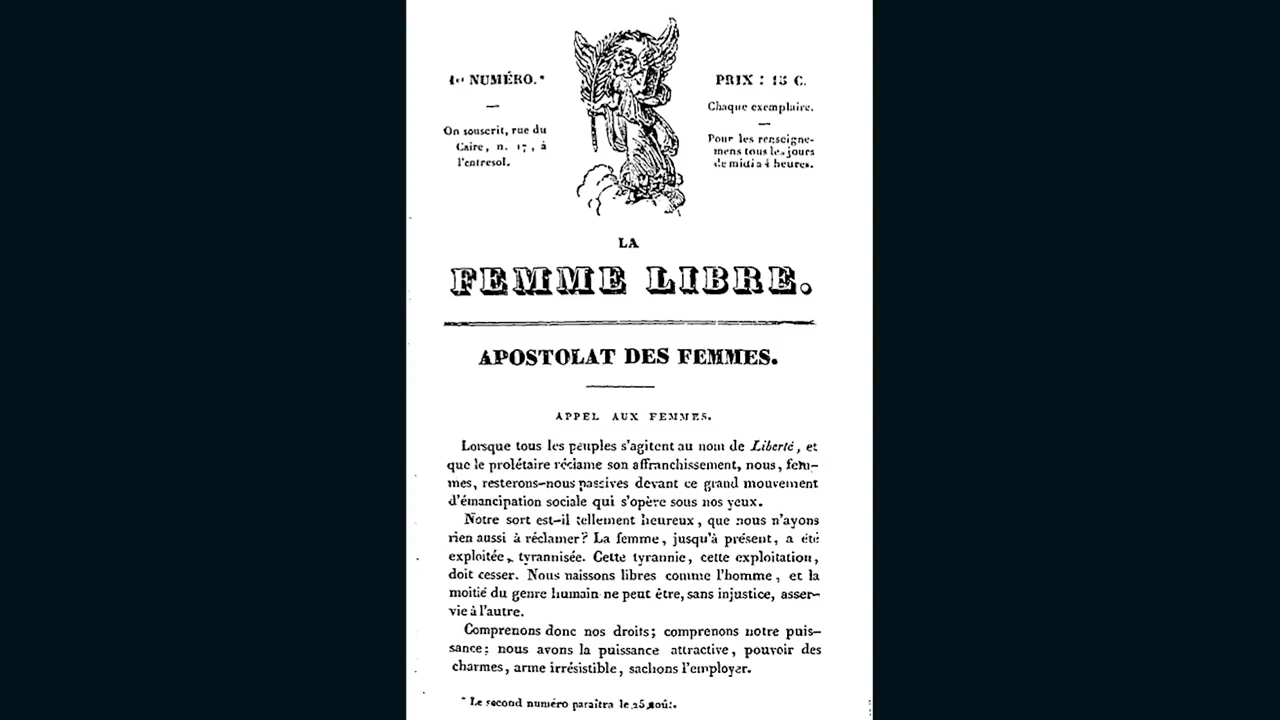 1er NUMÉRO.*
On souscrit, rue du
Caire, n. 17, à
l'entresol.
PRIX : 15 C.
Chaque exemplaire.
Pour les renseigne-
mens tous les jours
de midi a 4 heures.
LA
FEMME LIBRE.
APOSTOLAT DES FEMMES.
APPEL AUX FEMMES.
Lorsque tous les peuples s'agitent au nom de Liberté, et
que le prolétaire réclame son affranchissement, nous, fem-
mes, resterons-nous passives devant ce grand mouvement
d'émancipation sociale qui s'opère sous nos yeux.
Notre sort est-il tellement heureux, que nous n'ayons
rien aussi à réclamer? La femme, jusqu'à présent, a été
exploitée, tyrannisée. Cette tyrannie, cette exploitation,
doit cesser. Nous naissons libres comme l'homme, et la
moitié du genre humain ne peut être, sans injustice, asser-
vie à l'autre.
Comprenons donc nos droits; comprenons notre puis-
sance; nous avons la puissance attractive, pouvoir des
charmes, arme irrésistible, sachons l'employer.
* Le second numéro paraîtra le 25 août.